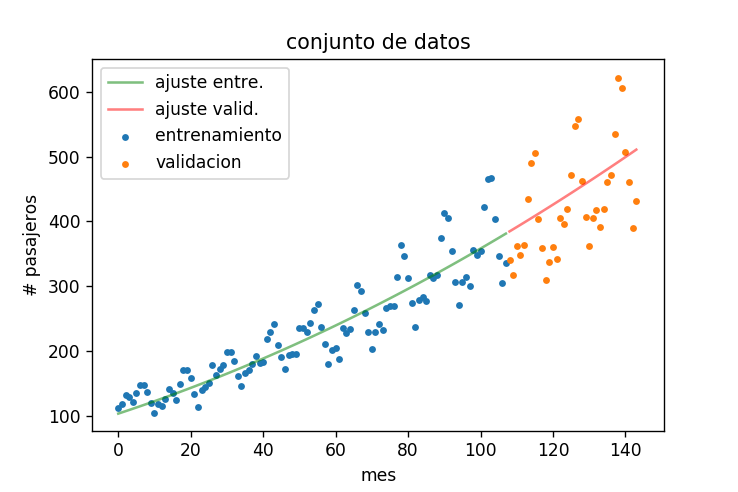 conjunto de datos
ajuste entre.
ajuste valid.
entrenamiento
validacion
# pasajeros
600
500
400
300
200
100
0
20
40
60
80
100
120
140
mes